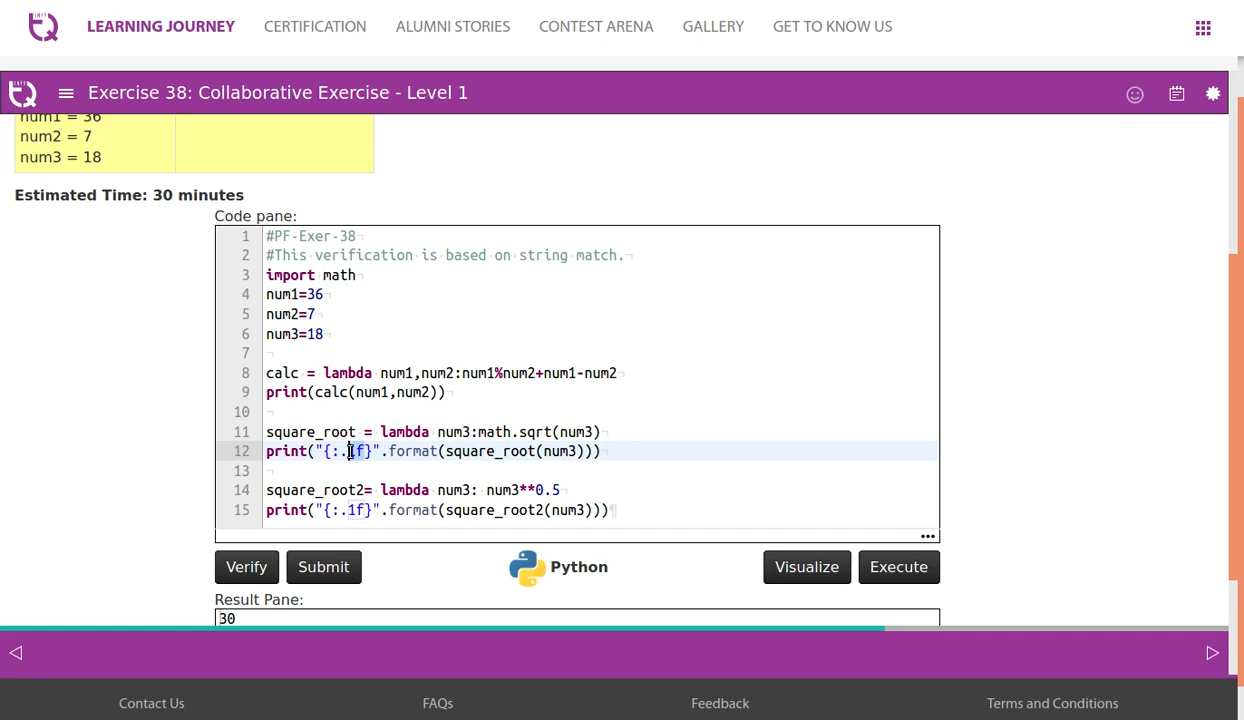 LEARNING JOURNEY CERTIFICATION ALUMNI STORIES CONTEST ARENA GALLERY GET TO KNOW US
Exercise 38: Collaborative Exercise - Level 1
num1 = 36
num2 = 7
num3 = 18
Estimated Time: 30 minutes
Code pane:
1 #PF-Exer-38
2 #This verification is based on string match.
3 import math
4 num1=36
5 num2=7
6 num3=18
7
8 calc = lambda num1,num2:num1%num2+num1-num2
9 print(calc(num1,num2))
10
11 square_root = lambda num3:math.sqrt(num3)
12 print("{:.1f}".format(square_root(num3)))
13
14 square_root2= lambda num3: num3**0.5
15 print("{:.1f}".format(square_root2(num3)))
Verify Submit Python Visualize Execute
Result Pane:
30
Contact Us FAQs Feedback Terms and Conditions